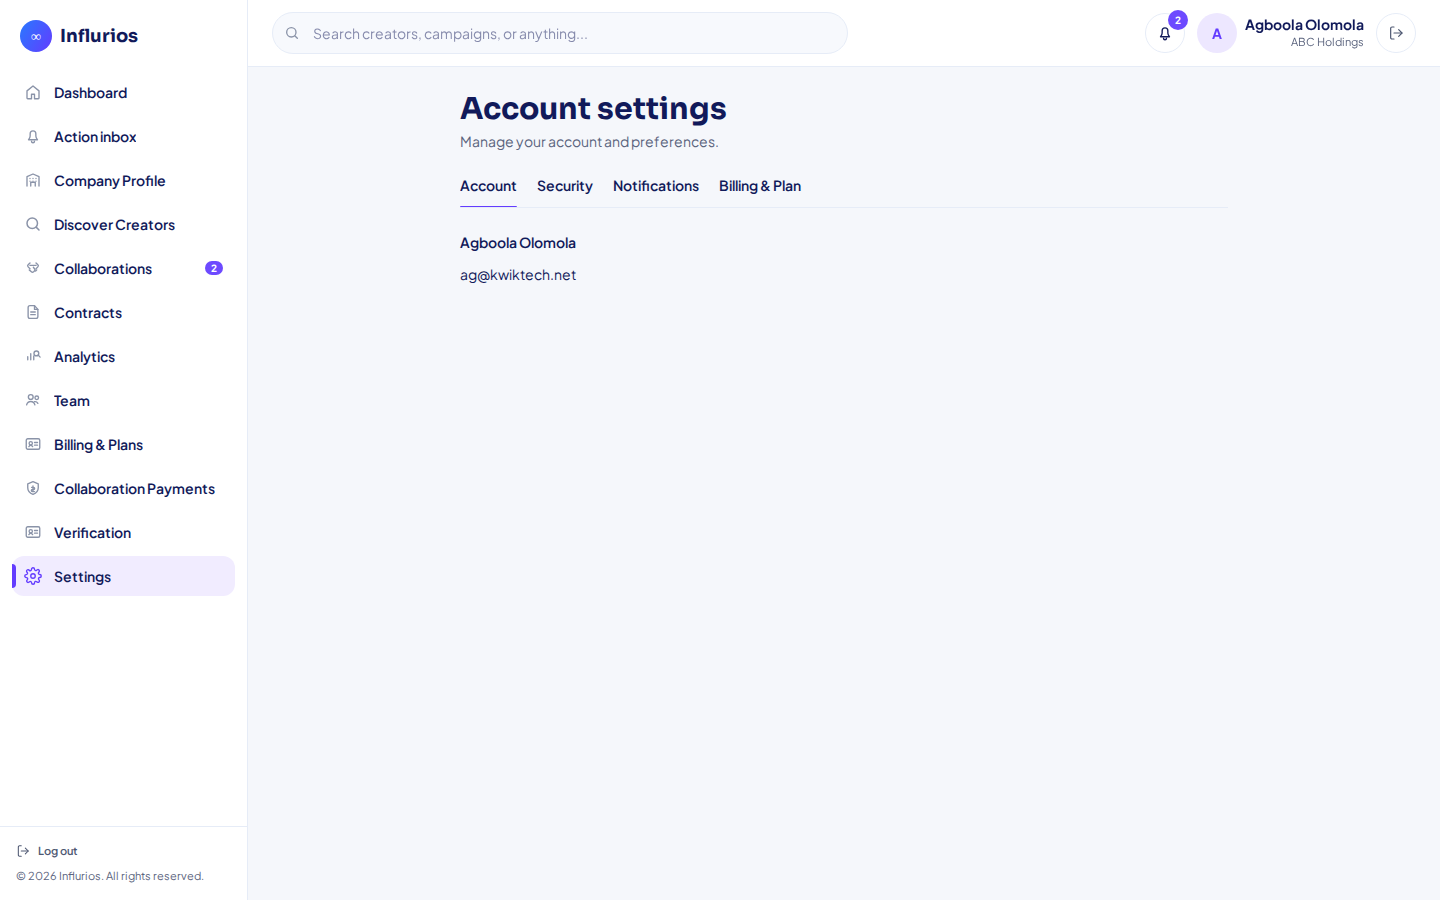 Influrios
Dashboard
Action inbox
Company Profile
Discover Creators
Collaborations 2
Contracts
Analytics
Team
Billing & Plans
Collaboration Payments
Verification
Settings
Log out
© 2026 Influrios. All rights reserved.
Search creators, campaigns, or anything...
2
A
Agboola Olomola
ABC Holdings
Account settings
Manage your account and preferences.
Account Security Notifications Billing & Plan
Agboola Olomola
ag@kwiktech.net